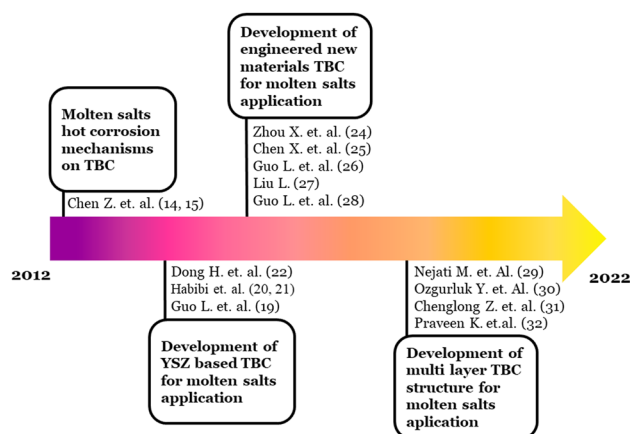 Development of
engineered new
materials TBC
for molten salts
application
Molten salts
hot corrosion
mechanisms
on TBC
Zhou X. et. al. (24)
Chen X. et. al. (25)
Guo L. et. al. (26)
Liu L. (27)
Guo L. et. al. (28)
Chen Z. et. al. (14, 15)
2012
2022
Dong H. et. al. (22)
Habibi et. al. (20, 21)
Guo L. et. al. (19)
Nejati M. et. Al. (29)
Ozgurluk Y. et. Al. (30)
Chenglong Z. et. al. (31)
Praveen K. et.al. (32)
Development of
YSZ based TBC
for molten salts
application
Development of
multi layer TBC
structure for
molten salts
aplication